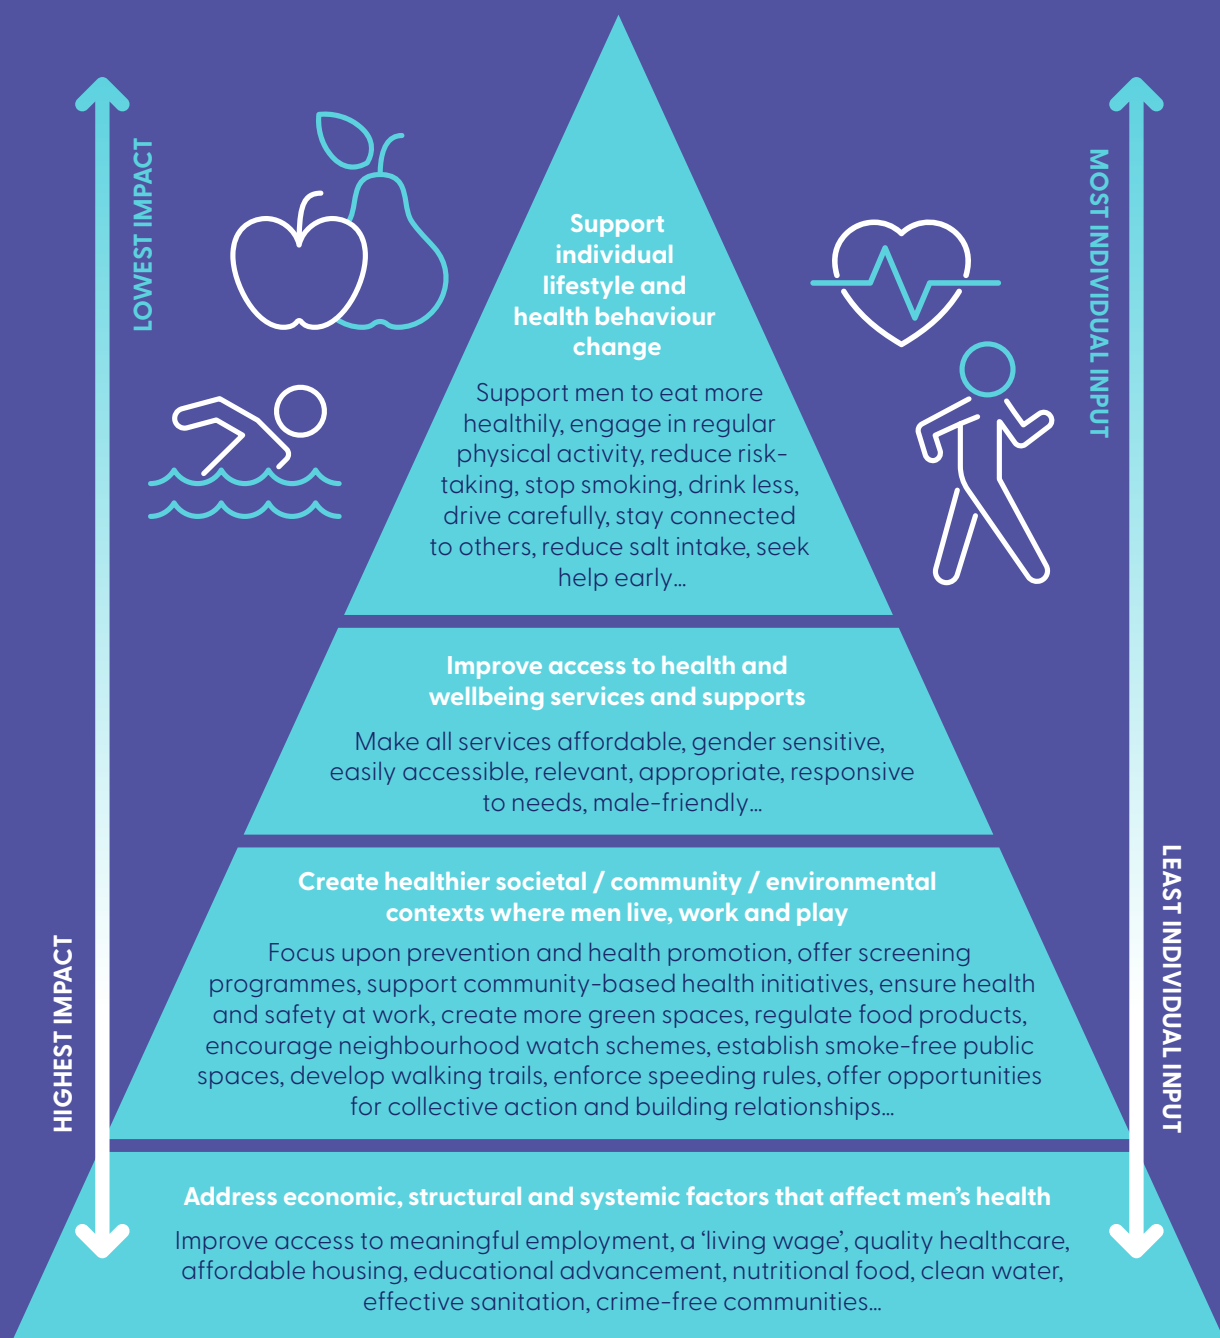 LOWEST IMPACT
MOST INDIVIDUAL INPUT
Support
individual
lifestyle and
health behaviour
change
Support men to eat more
healthily, engage in regular
physical activity, reduce risk-
taking, stop smoking, drink less,
drive carefully, stay connected
to others, reduce salt intake, seek
help early...
Improve access to health and
wellbeing services and supports
Make all services affordable, gender sensitive,
easily accessible, relevant, appropriate, responsive
to needs, male-friendly...
HIGHEST IMPACT
LEAST INDIVIDUAL INPUT
Create healthier societal / community / environmental
contexts where men live, work and play
Focus upon prevention and health promotion, offer screening
programmes, support community-based health initiatives, ensure health
and safety at work, create more green spaces, regulate food products,
encourage neighbourhood watch schemes, establish smoke-free public
spaces, develop walking trails, enforce speeding rules, offer opportunities
for collective action and building relationships...
Address economic, structural and systemic factors that affect men's health
Improve access to meaningful employment, a 'living wage', quality healthcare,
affordable housing, educational advancement, nutritional food, clean water,
effective sanitation, crime-free communities...